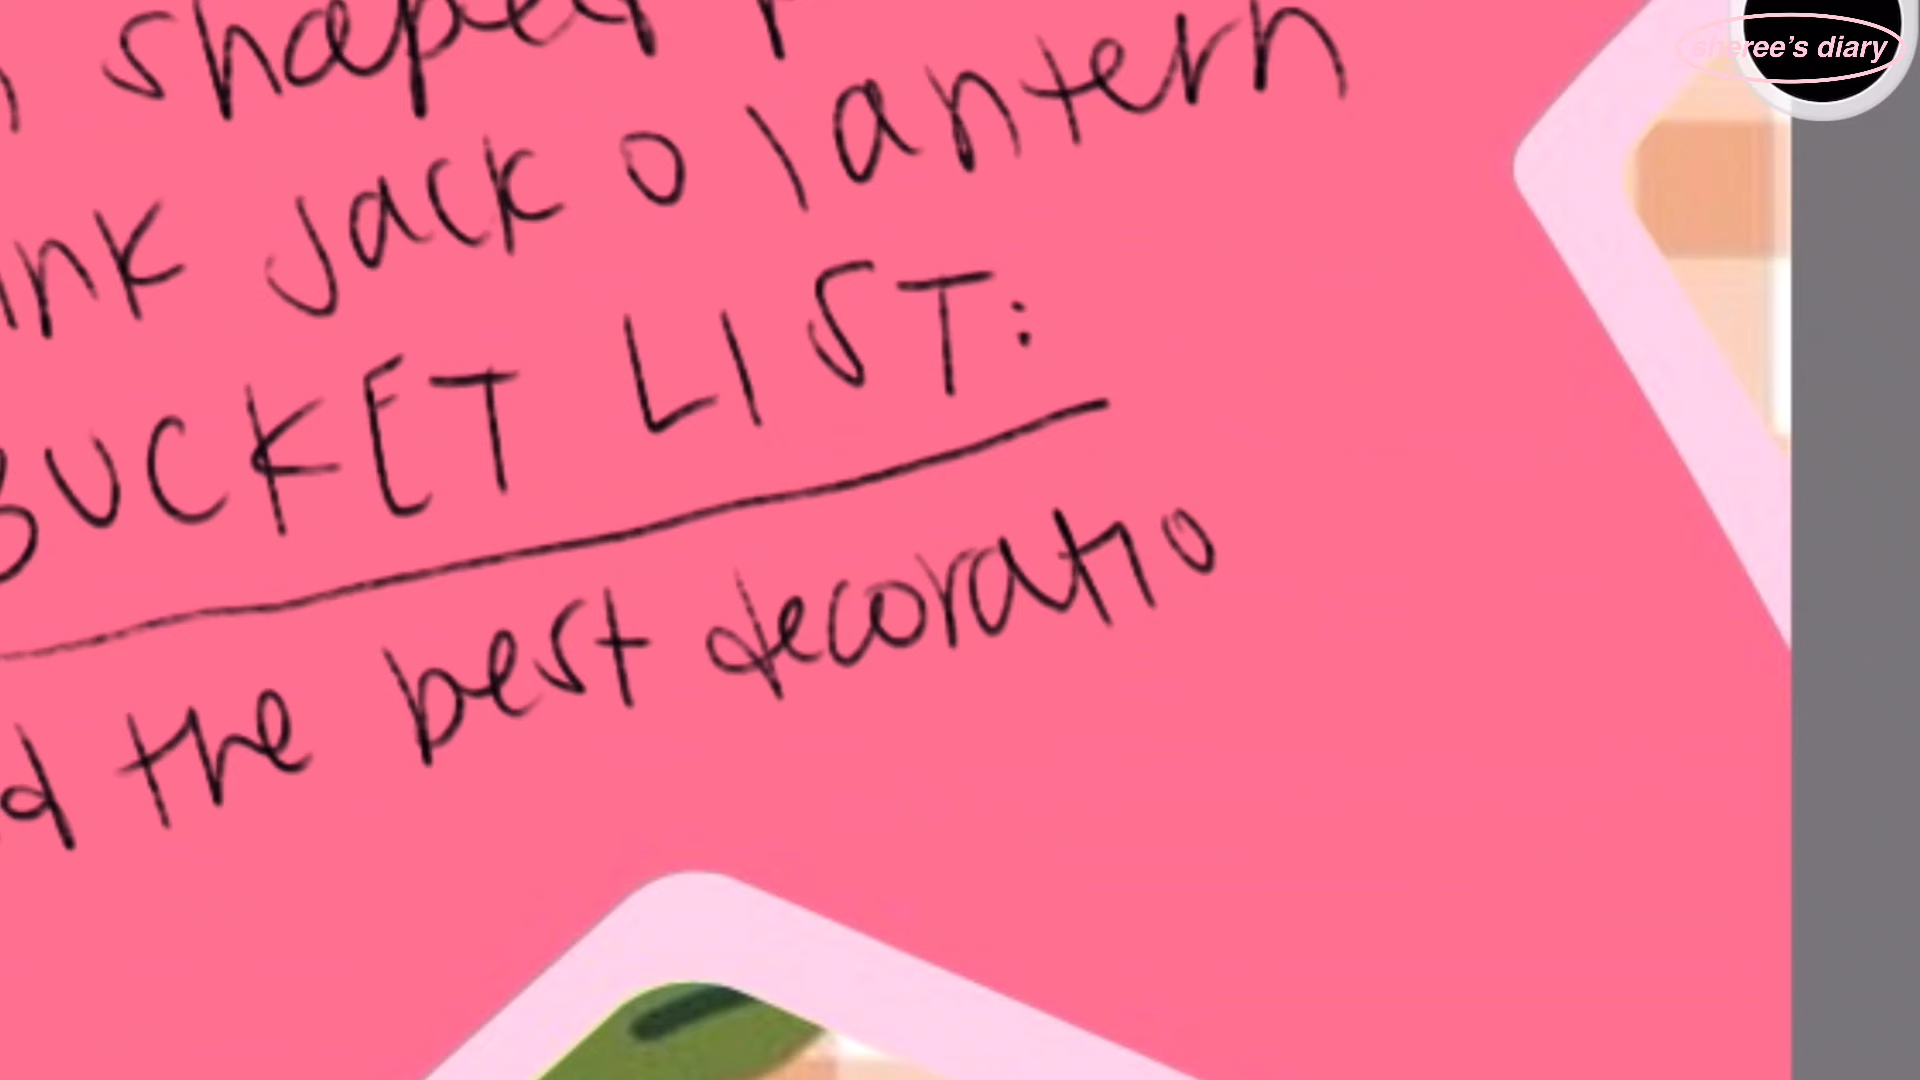 shaped
jack o lantern
BUCKET LIST:
the best decoratio
sheree's diary